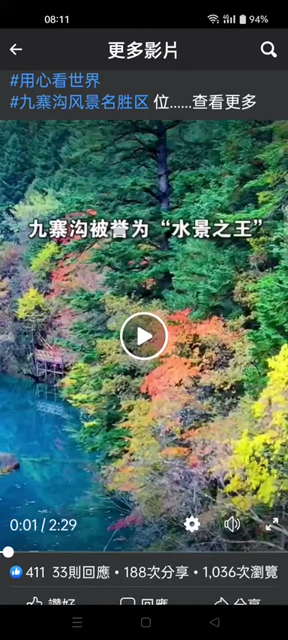 08:11
94%
更多影片
#用心看世界
#九寨沟风景名胜区 位......查看更多
九寨沟被誉为“水景之王”
0:01 / 2:29
411 33則回應 • 188次分享 • 1,036次瀏覽
讚好 回應 分享